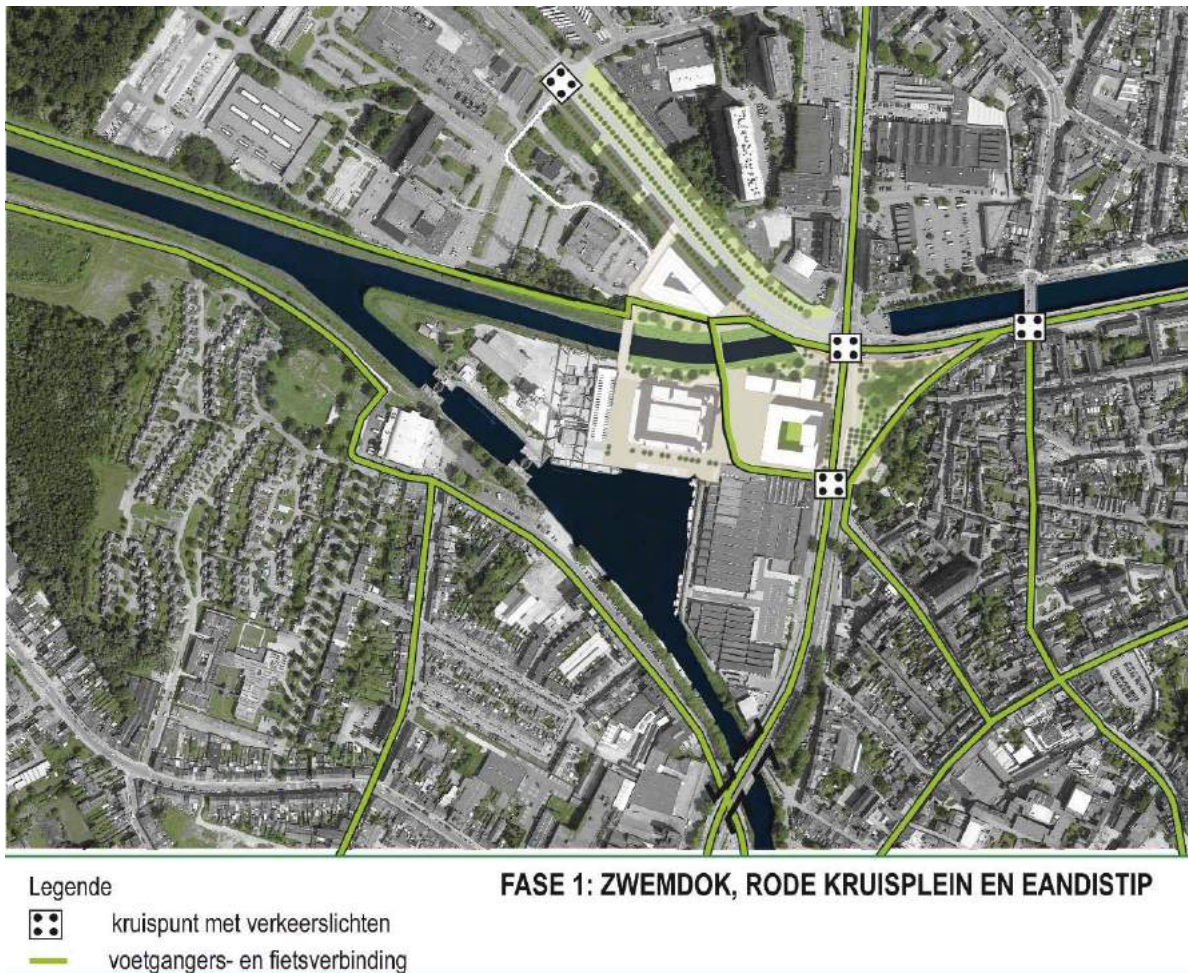 Legende
FASE 1: ZWEMDOK, RODE KRUISPLEIN EN EANDISTIP
kruispunt met verkeerslichten
voetgangers- en fietsverbinding